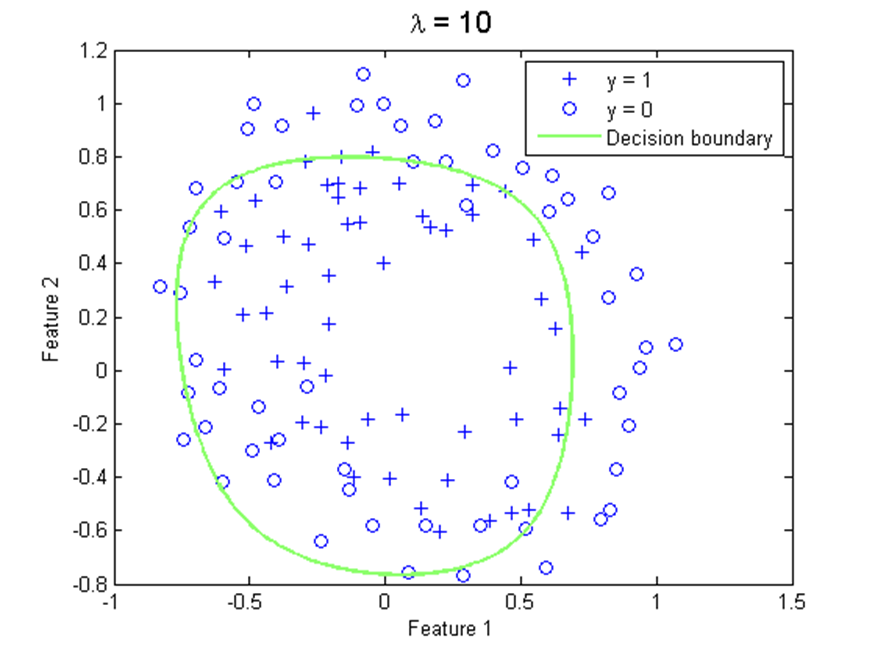 λ = 10
1.2
1
0.8
0.6
0.4
0.2
0
-0.2
-0.4
-0.6
-0.8
Feature 2
y = 1
y = 0
Decision boundary
-1
-0.5
0
0.5
1
1.5
Feature 1